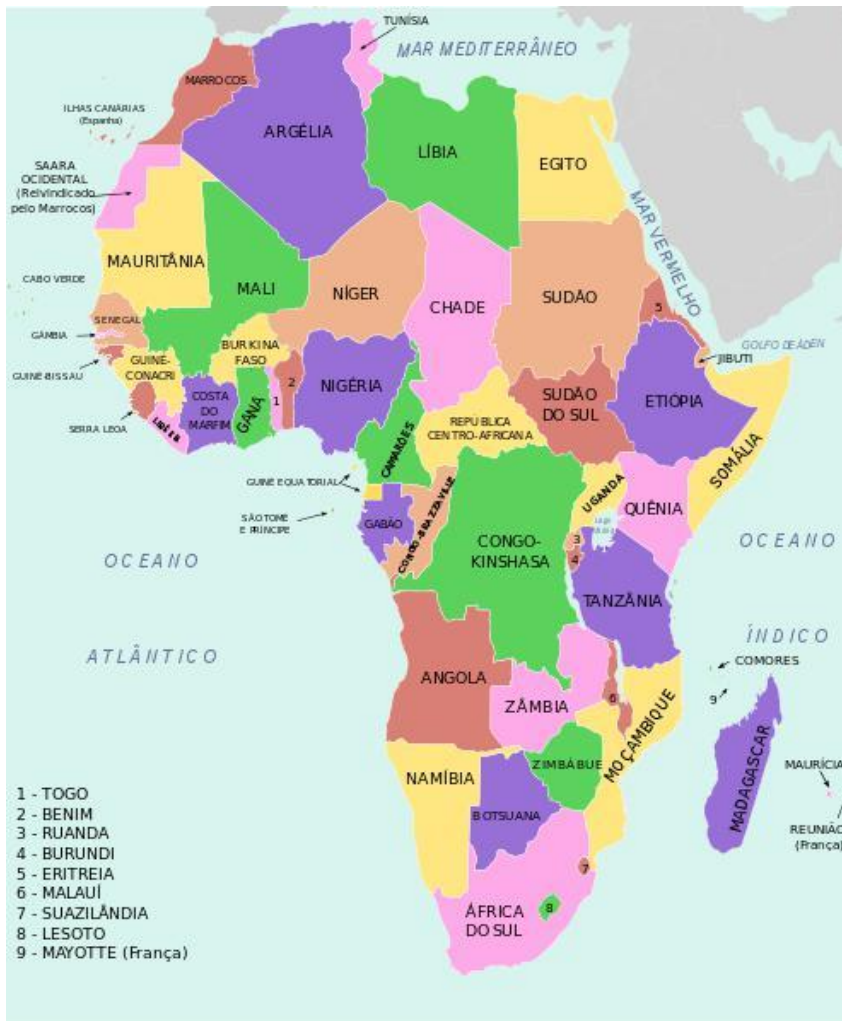 TUNÍSIA
MAR MEDITERRÂNEO
MARROCOS
ILHAS CANÁRIAS
(Espanha)
ARGÉLIA
LÍBIA
EGITO
SAARA
OCIDENTAL
(Reivindicado
pelo Marrocos)
MAR VERMELHO
MAURITÂNIA
CABO VERDE
MALI
NÍGER
CHADE
SUDÃO
5
SENEGAL
GÂMBIA
GUINÉ-BISSAU
GUINÉ-
CONACRI
BURKINA
FASO
GOLFO DE ÁDEN
JIBUTI
NIGÉRIA
COSTA
DO
MARFIM
GANA
1
2
SUDÃO
DO SUL
ETIÓPIA
SERRA LEOA
LIBÉRIA
CAMARÕES
REPÚBLICA
CENTRO-AFRICANA
SOMÁLIA
GUINÉ EQUATORIAL
UGANDA
QUÊNIA
SÃO TOMÉ
E PRÍNCIPE
GABÃO
CONGO-BRAZZAVILLE
CONGO-
KINSHASA
3
4
OCEANO
ATLÂNTICO
OCEANO
ÍNDICO
TANZÂNIA
COMORES
ANGOLA
ZÂMBIA
6
9
MOÇAMBIQUE
MADAGASCAR
NAMÍBIA
ZIMBÁBUE
BOTSUANA
MAURÍCIA
REUNIÃO
(França)
7
8
ÁFRICA
DO SUL
1 - TOGO
2 - BENIM
3 - RUANDA
4 - BURUNDI
5 - ERITREIA
6 - MALAUÍ
7 - SUAZILÂNDIA
8 - LESOTO
9 - MAYOTTE (França)